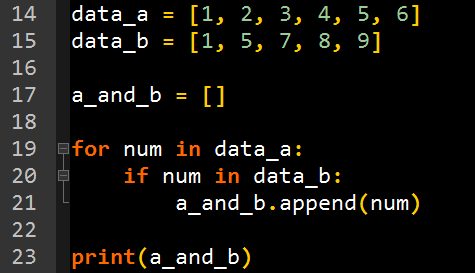 14 data_a = [1, 2, 3, 4, 5, 6]
15 data_b = [1, 5, 7, 8, 9]
16
17 a_and_b = []
18
19 for num in data_a:
20     if num in data_b:
21         a_and_b.append(num)
22
23 print(a_and_b)